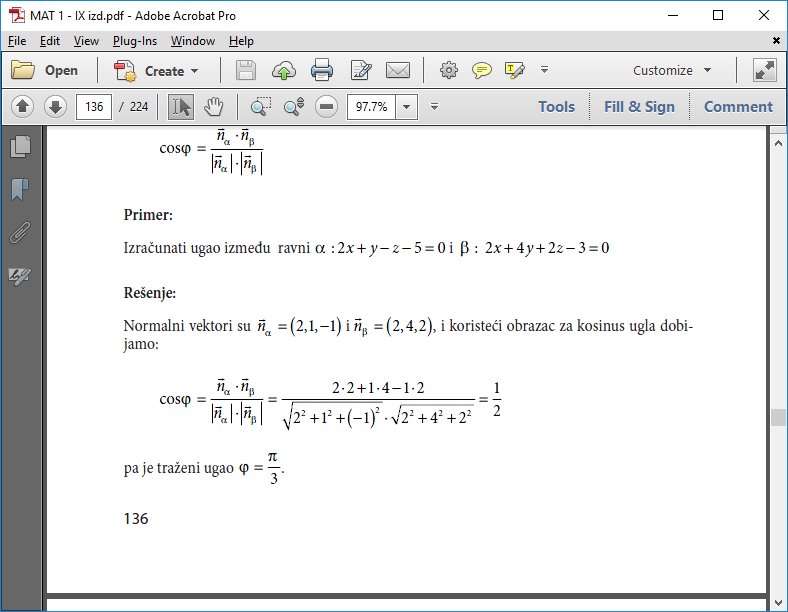 MAT 1 - IX izd.pdf - Adobe Acrobat Pro
File Edit View Plug-Ins Window Help
Open Create Customize
136 / 224 97.7% Tools Fill & Sign Comment
cosφ = (n⃗α · n⃗β) / (|n⃗α| · |n⃗β|)
Primer:
Izračunati ugao između ravni α : 2x + y − z − 5 = 0 i β : 2x + 4y + 2z − 3 = 0
Rešenje:
Normalni vektori su n⃗α = (2,1,−1) i n⃗β = (2,4,2), i koristeći obrazac za kosinus ugla dobi-
jamo:
cosφ = (n⃗α · n⃗β) / (|n⃗α| · |n⃗β|) = (2·2+1·4−1·2) / (√(2² + 1² + (−1)²) · √(2² + 4² + 2²)) = 1/2
pa je traženi ugao φ = π/3.
136